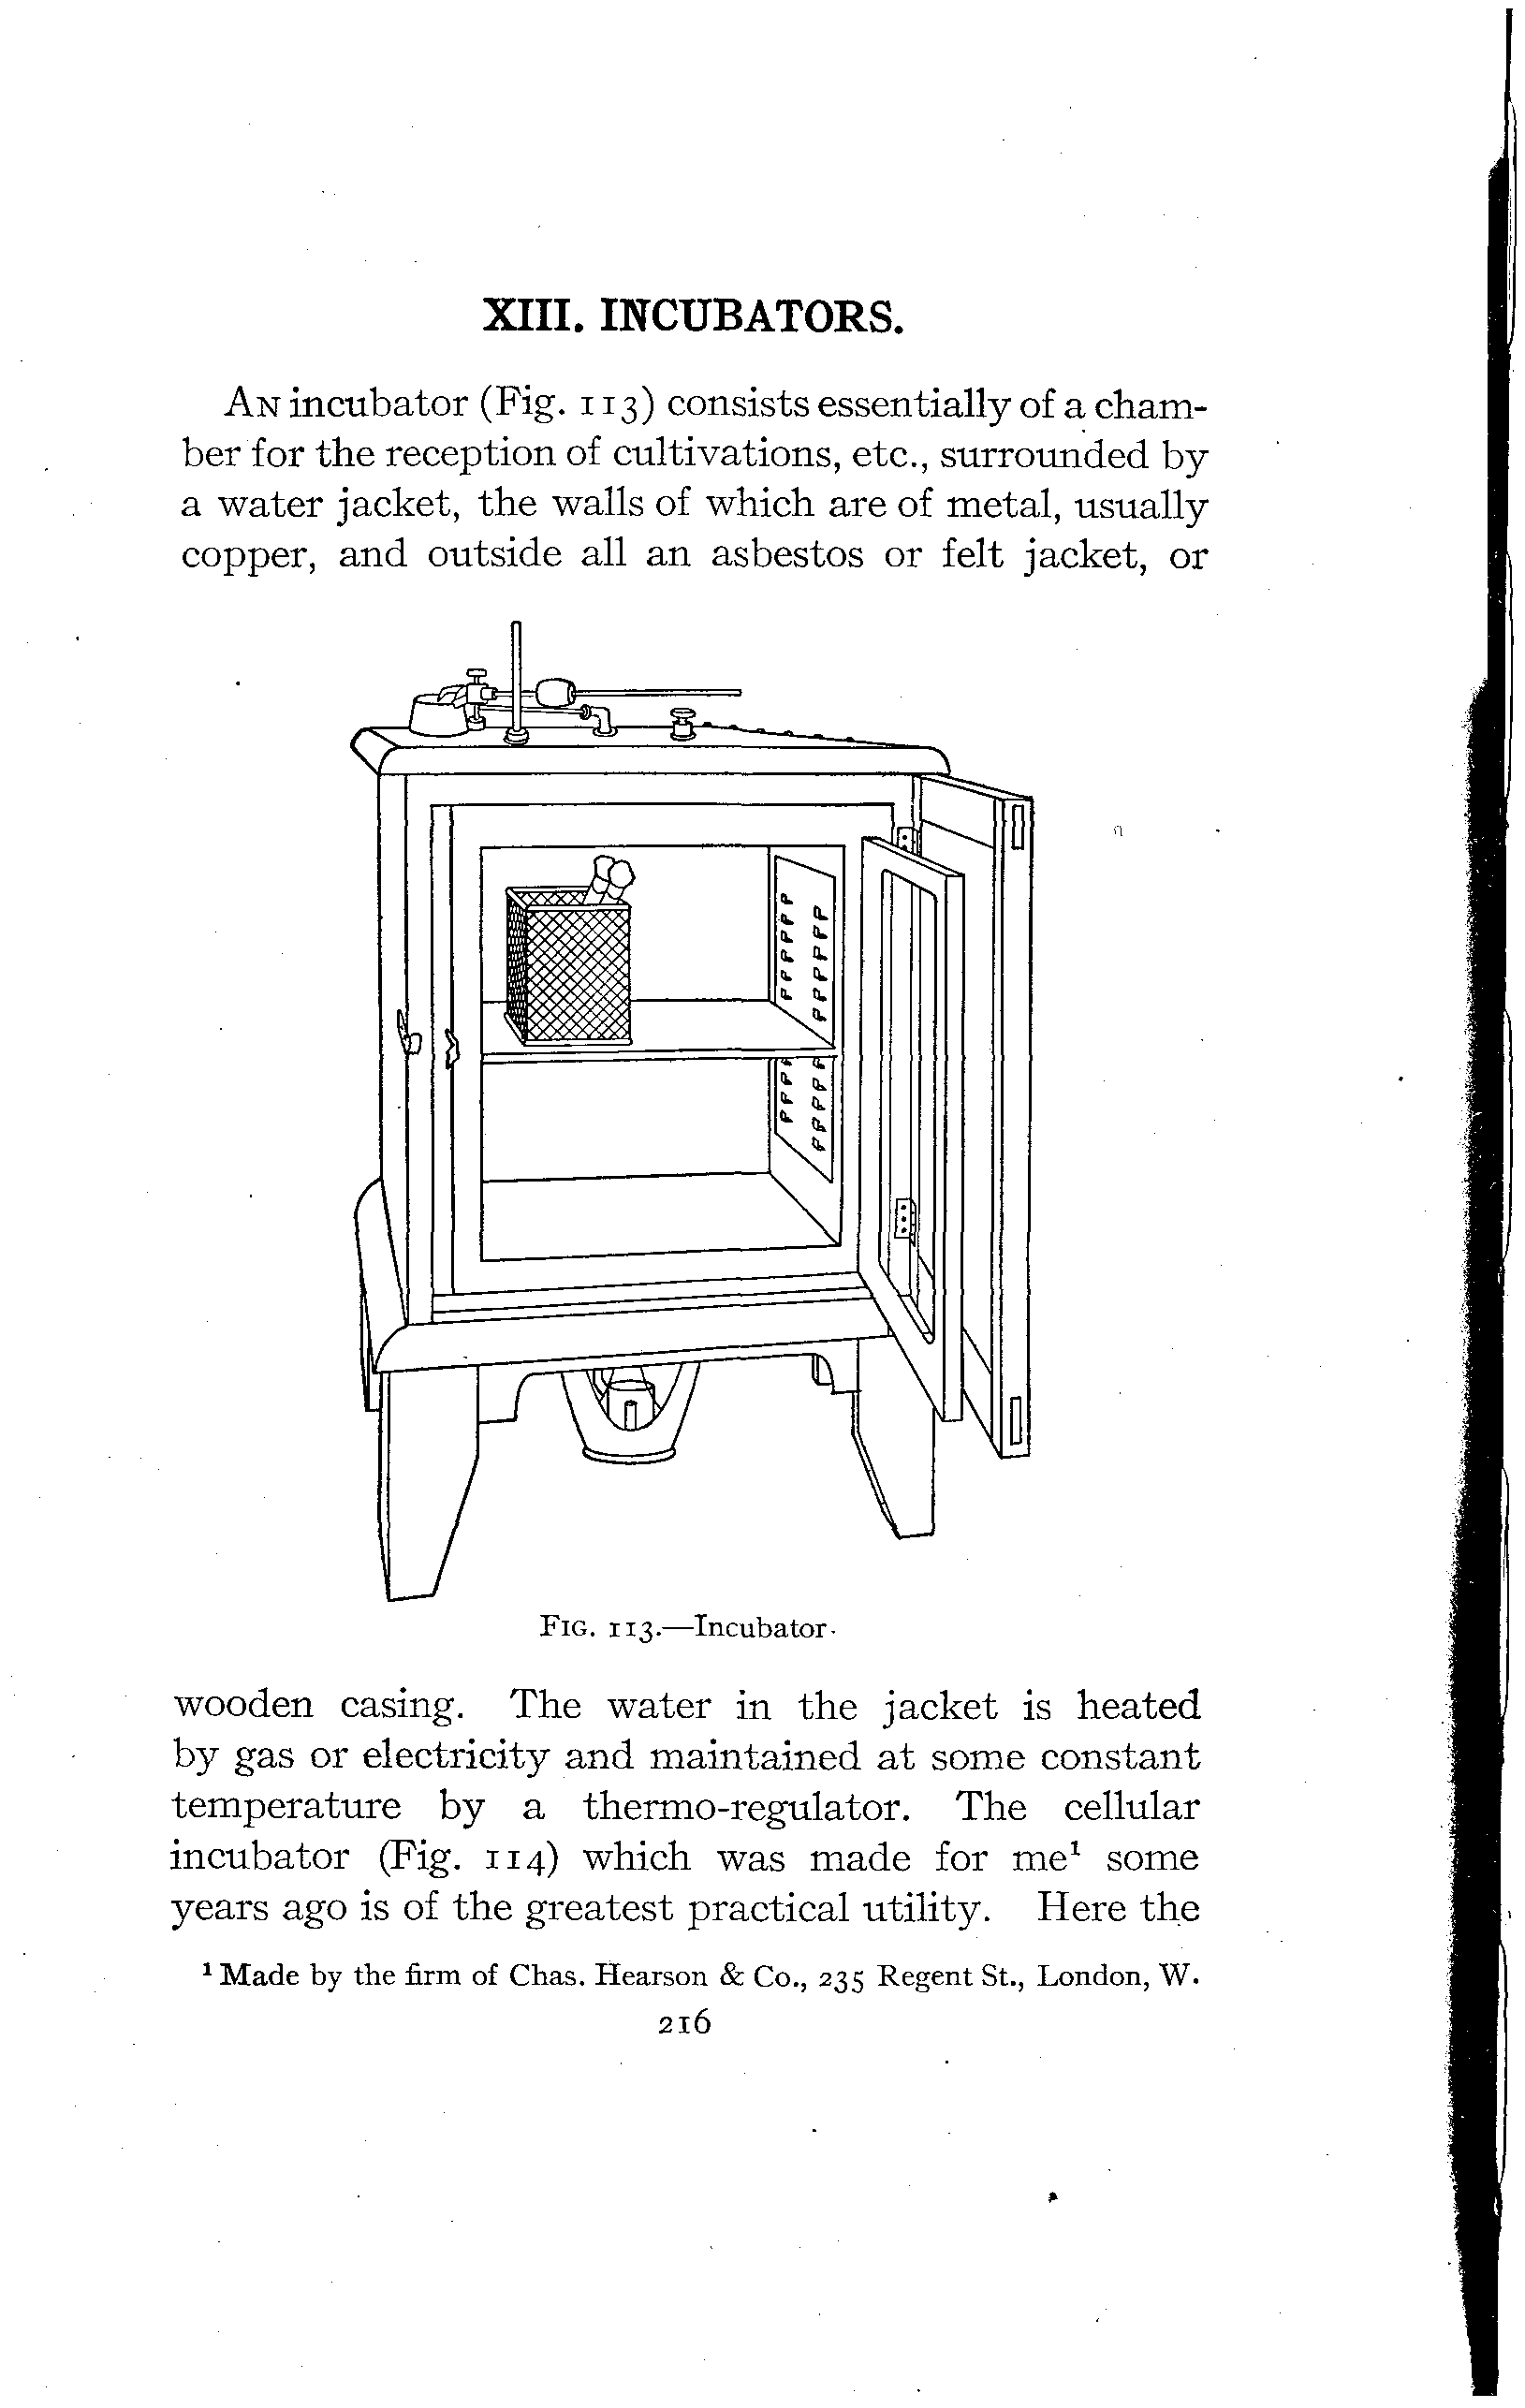 XIII. INCUBATORS.
AN incubator (Fig. 113) consists essentially of a cham-
ber for the reception of cultivations, etc., surrounded by
a water jacket, the walls of which are of metal, usually
copper, and outside all an asbestos or felt jacket, or
FIG. 113.—Incubator.
wooden casing. The water in the jacket is heated
by gas or electricity and maintained at some constant
temperature by a thermo-regulator. The cellular
incubator (Fig. 114) which was made for me¹ some
years ago is of the greatest practical utility. Here the
¹ Made by the firm of Chas. Hearson & Co., 235 Regent St., London, W.
216